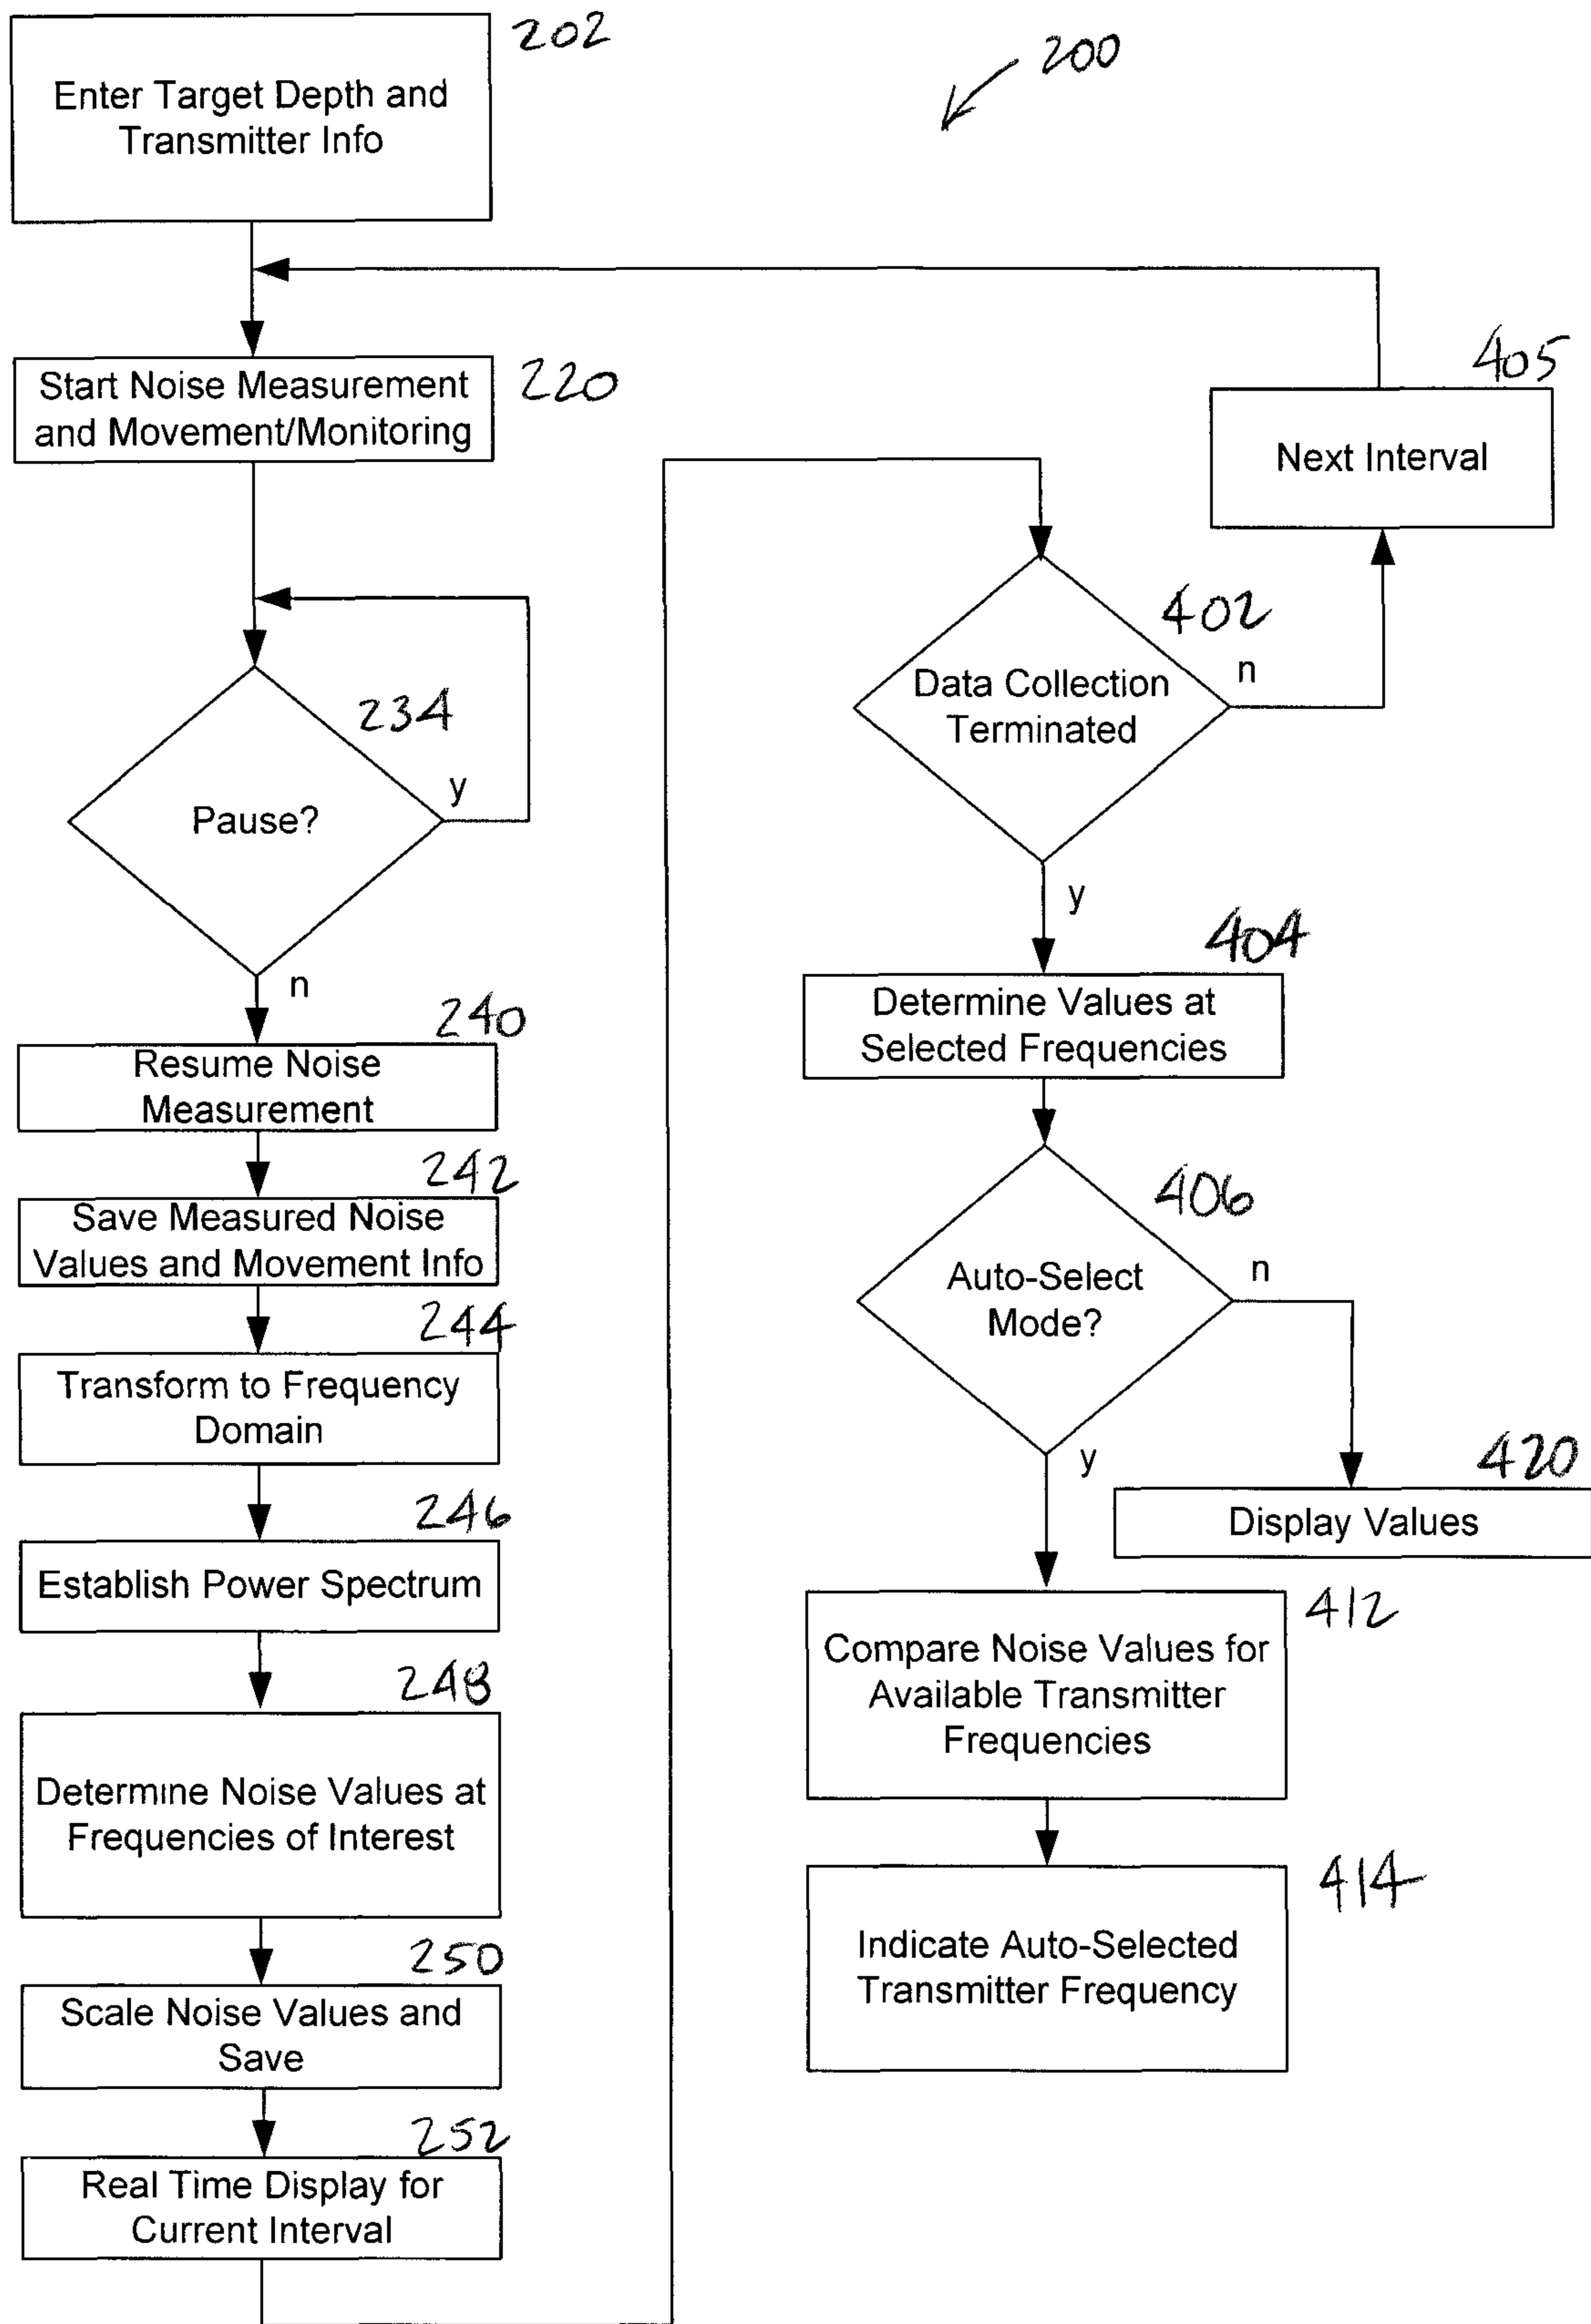 202
200
Enter Target Depth and
Transmitter Info
Start Noise Measurement
and Movement/Monitoring
220
Pause?
234
y
n
240
Resume Noise
Measurement
242
Save Measured Noise
Values and Movement Info
244
Transform to Frequency
Domain
246
Establish Power Spectrum
248
Determine Noise Values at
Frequencies of Interest
250
Scale Noise Values and
Save
252
Real Time Display for
Current Interval
405
Next Interval
402
Data Collection
Terminated
n
y
404
Determine Values at
Selected Frequencies
406
Auto-Select
Mode?
n
y
420
Display Values
412
Compare Noise Values for
Available Transmitter
Frequencies
414
Indicate Auto-Selected
Transmitter Frequency